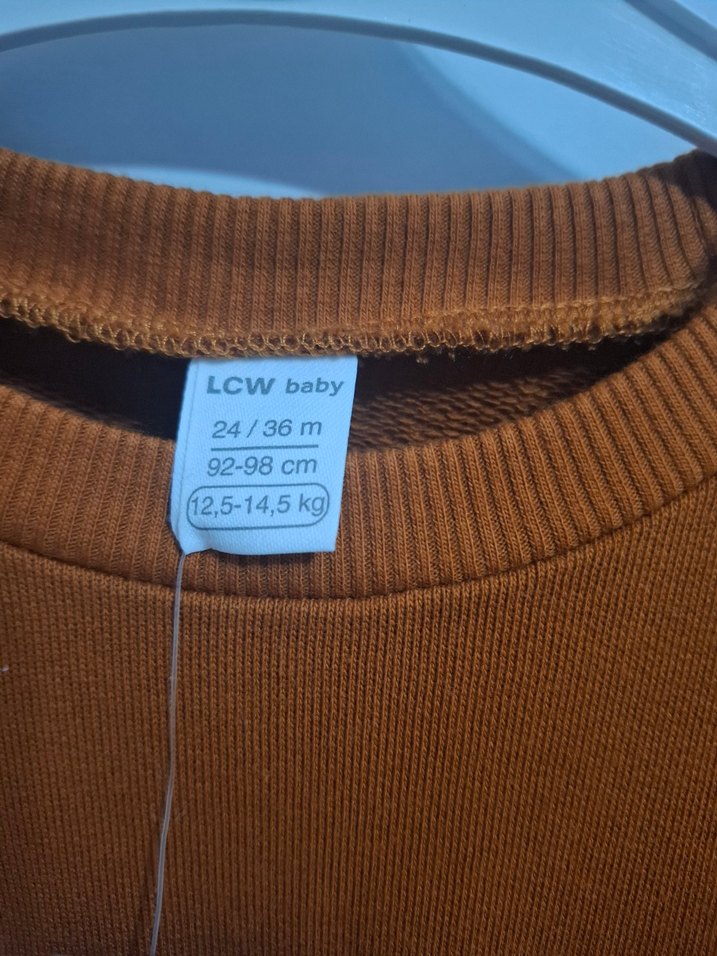 LCW baby
24 / 36 m
92-98 cm
12,5-14,5 kg